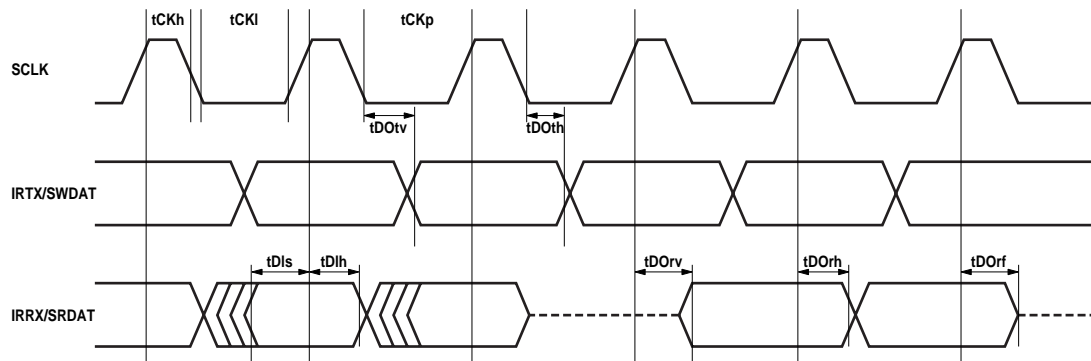 tCKh tCKl tCKp
SCLK
tDOtv tDOth
IRTX/SWDAT
tDIs tDIh tDOrv tDOrh tDOrf
IRRX/SRDAT